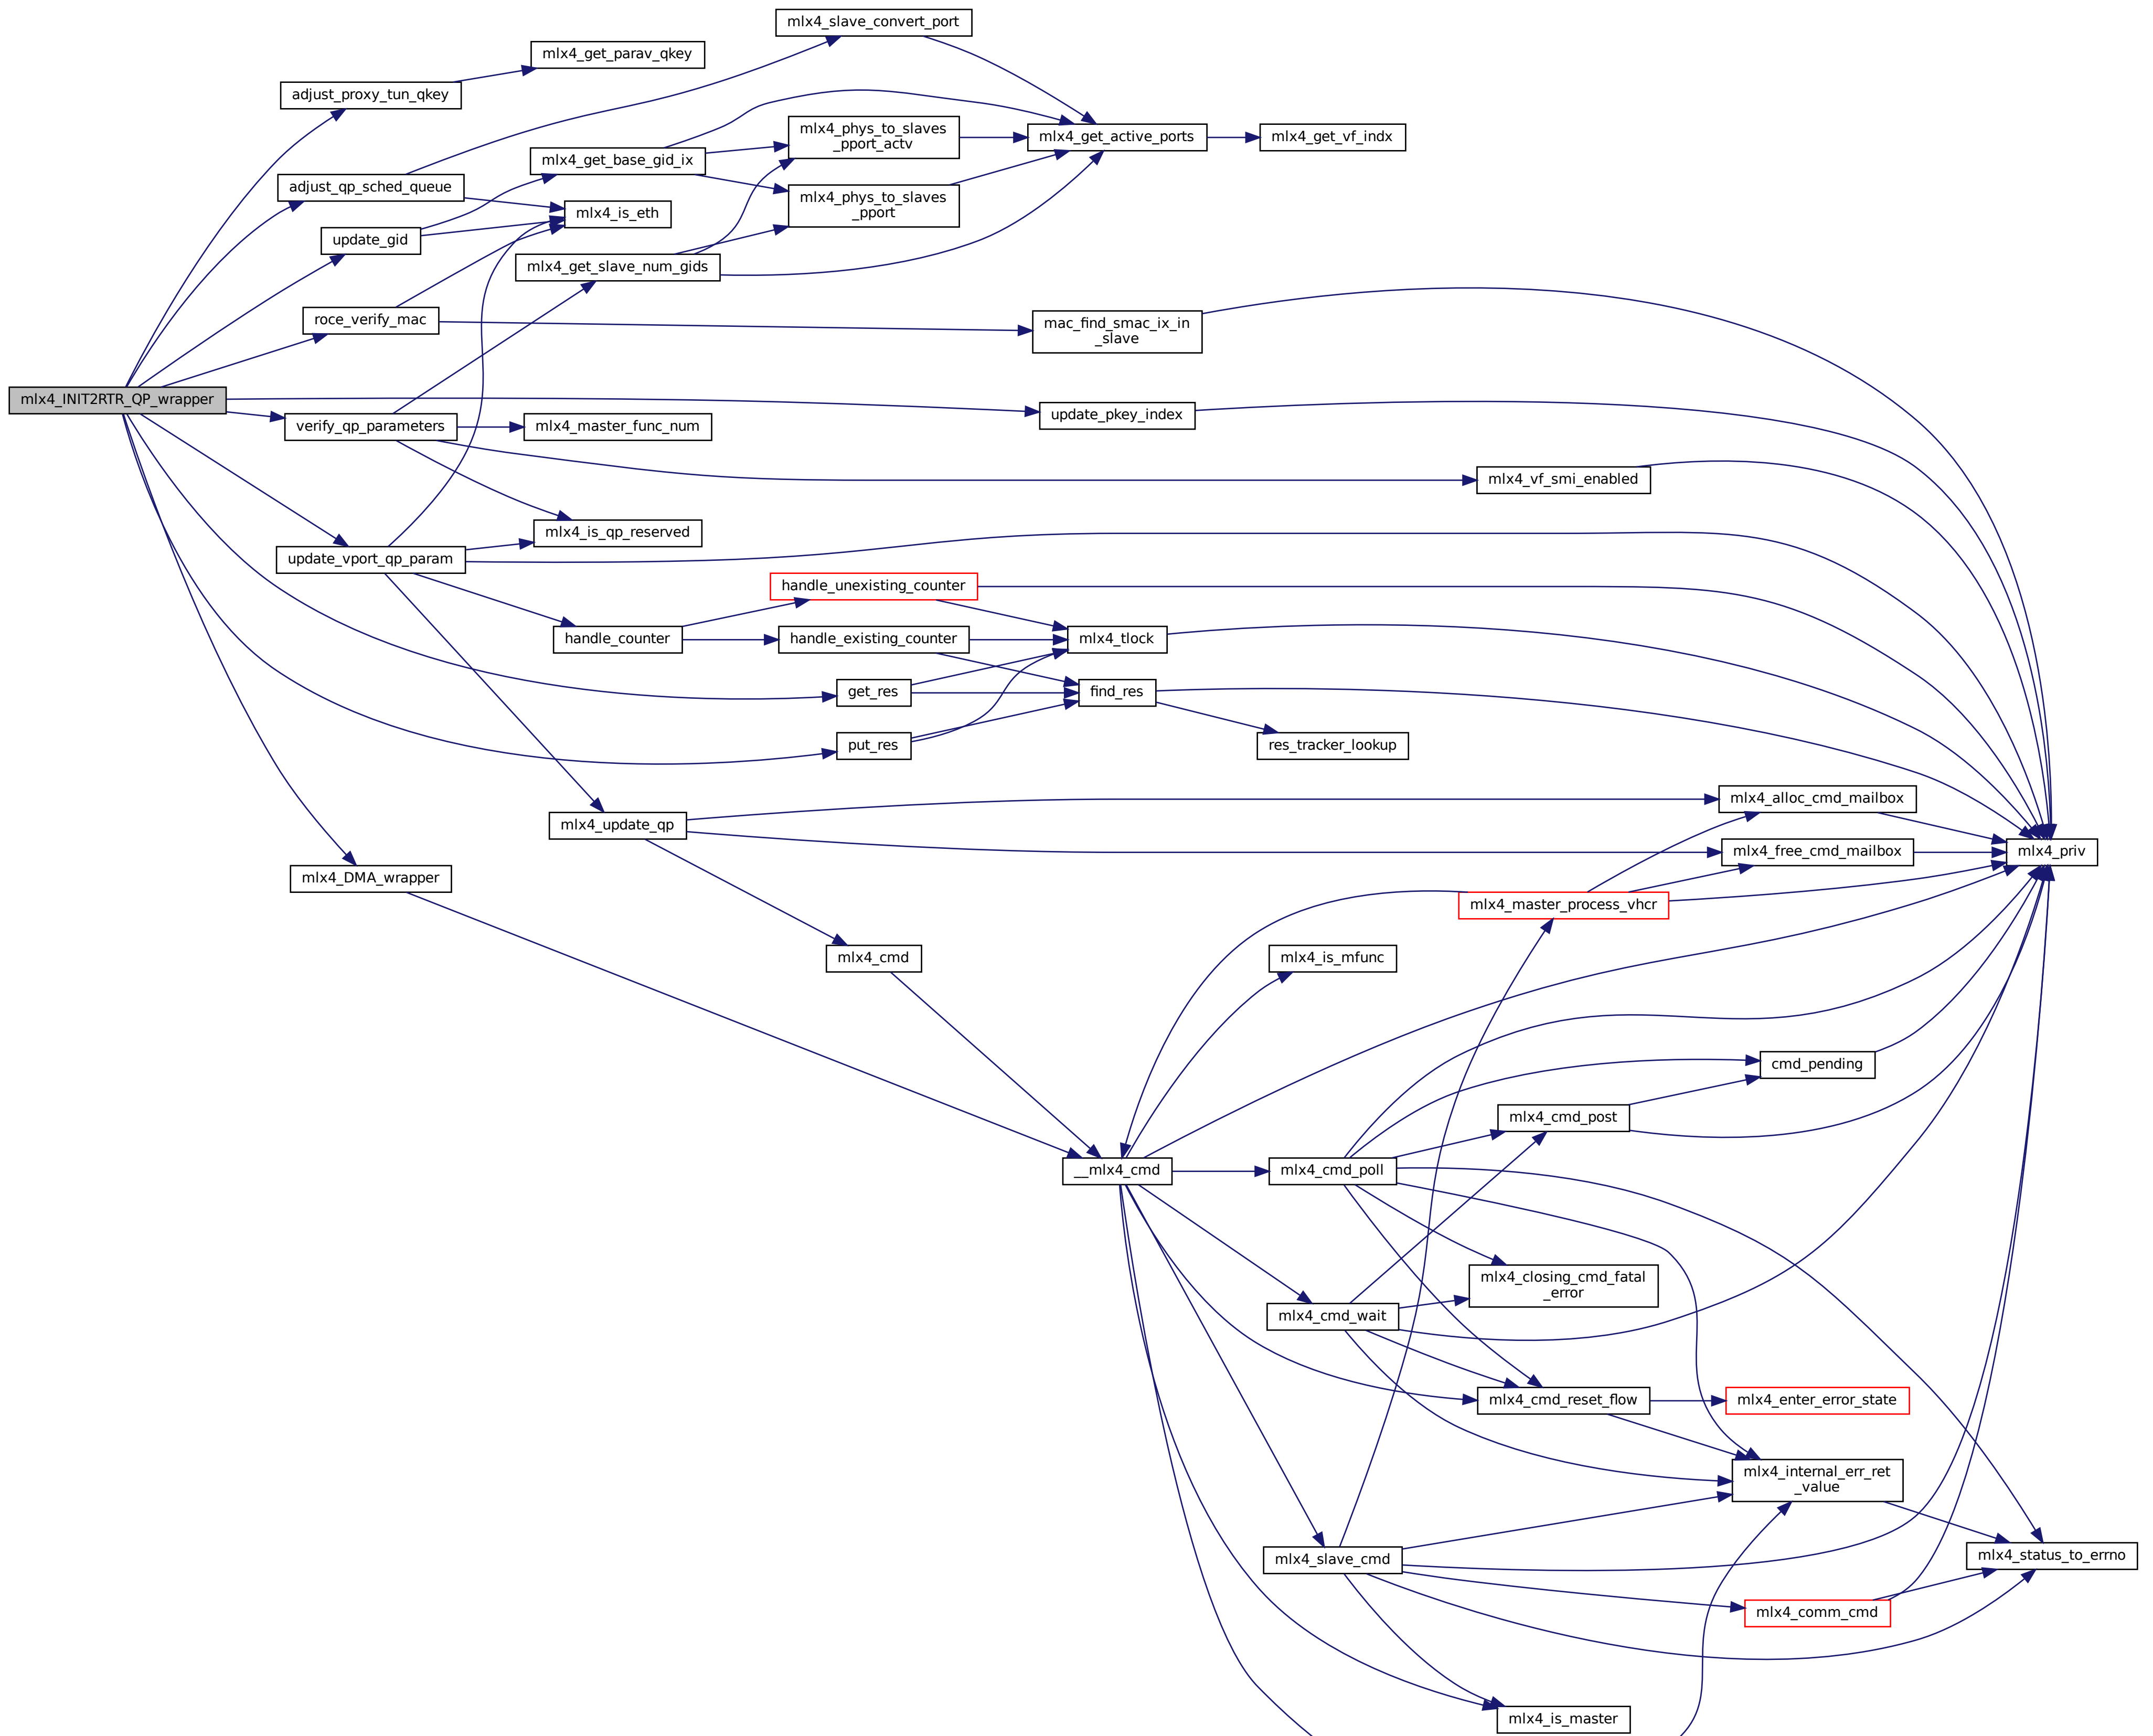 mlx4_slave_convert_port
mlx4_get_parav_qkey
adjust_proxy_tun_qkey
mlx4_phys_to_slaves
_pport_actv
mlx4_get_active_ports
mlx4_get_vf_indx
mlx4_get_base_gid_ix
adjust_qp_sched_queue
mlx4_phys_to_slaves
_pport
mlx4_is_eth
update_gid
mlx4_get_slave_num_gids
roce_verify_mac
mac_find_smac_ix_in
_slave
mlx4_INIT2RTR_QP_wrapper
update_pkey_index
verify_qp_parameters
mlx4_master_func_num
mlx4_vf_smi_enabled
mlx4_is_qp_reserved
update_vport_qp_param
handle_unexisting_counter
handle_counter
handle_existing_counter
mlx4_tlock
get_res
find_res
put_res
res_tracker_lookup
mlx4_alloc_cmd_mailbox
mlx4_update_qp
mlx4_free_cmd_mailbox
mlx4_priv
mlx4_DMA_wrapper
mlx4_master_process_vhcr
mlx4_cmd
mlx4_is_mfunc
cmd_pending
mlx4_cmd_post
__mlx4_cmd
mlx4_cmd_poll
mlx4_closing_cmd_fatal
_error
mlx4_cmd_wait
mlx4_cmd_reset_flow
mlx4_enter_error_state
mlx4_internal_err_ret
_value
mlx4_slave_cmd
mlx4_status_to_errno
mlx4_comm_cmd
mlx4_is_master